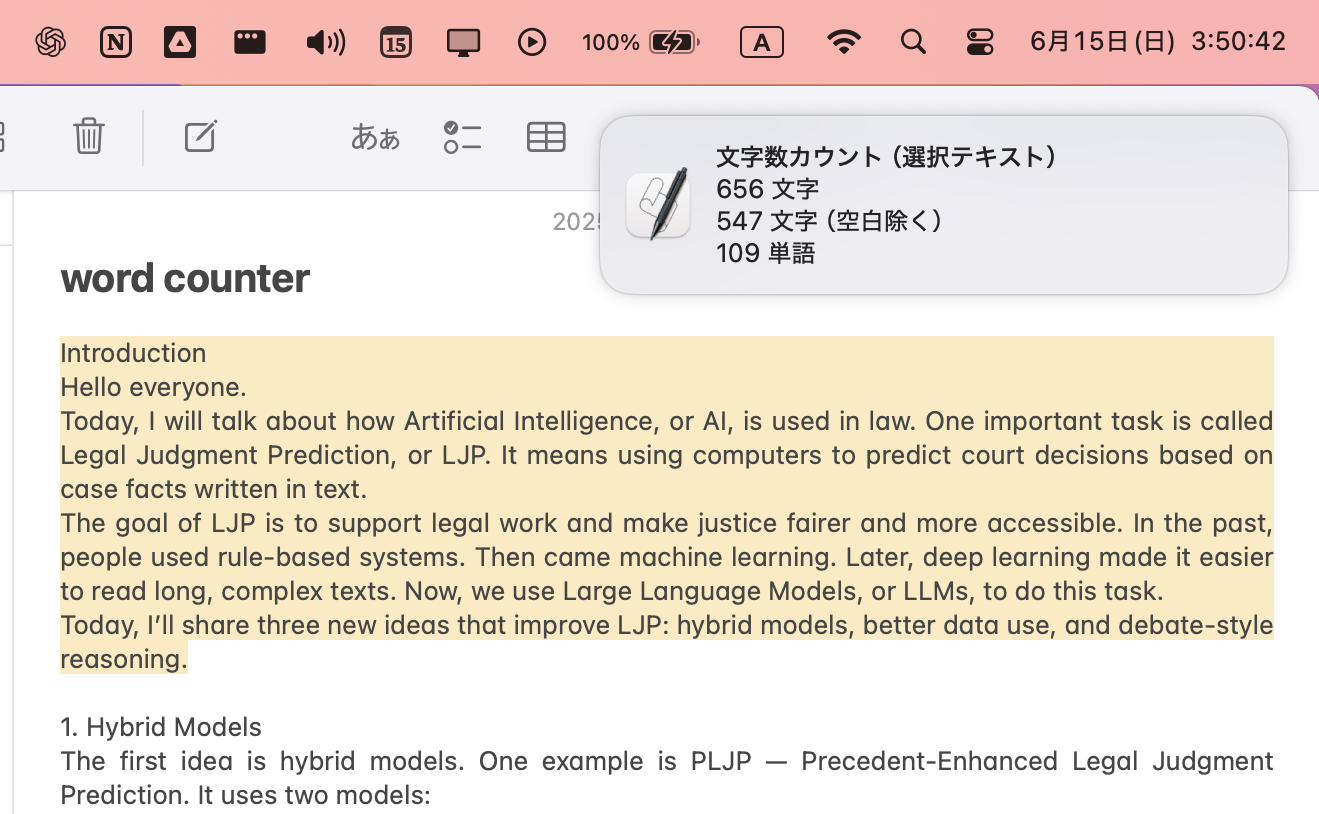 N
15
100%
A
6月15日(日) 3:50:42
あぁ
文字数カウント（選択テキスト）
656 文字
547 文字（空白除く）
109 単語
202
word counter
Introduction
Hello everyone.
Today, I will talk about how Artificial Intelligence, or AI, is used in law. One important task is called
Legal Judgment Prediction, or LJP. It means using computers to predict court decisions based on
case facts written in text.
The goal of LJP is to support legal work and make justice fairer and more accessible. In the past,
people used rule-based systems. Then came machine learning. Later, deep learning made it easier
to read long, complex texts. Now, we use Large Language Models, or LLMs, to do this task.
Today, I’ll share three new ideas that improve LJP: hybrid models, better data use, and debate-style
reasoning.
1. Hybrid Models
The first idea is hybrid models. One example is PLJP — Precedent-Enhanced Legal Judgment
Prediction. It uses two models: